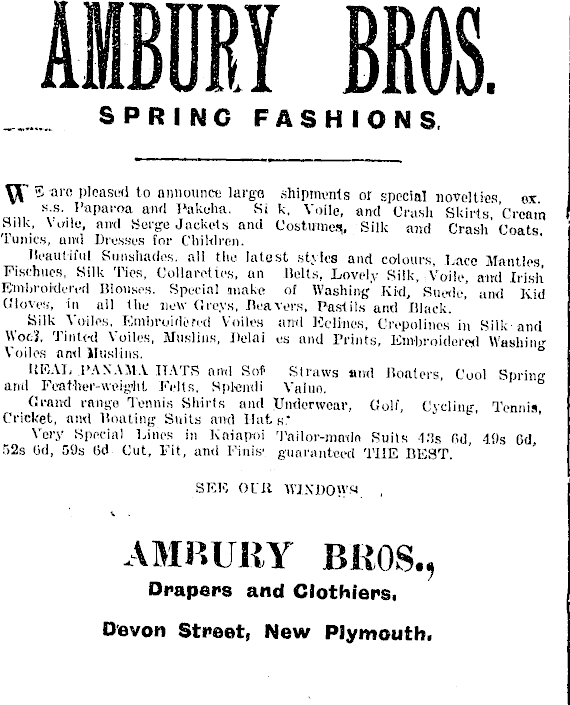 AMBURY BROS.
SPRING FASHIONS.
WE are pleased to announce large shipments of special novelties, ex.
s.s. Paparoa and Pakeha. Si k, Voile, and Crash Skirts, Cream
Silk, Voile, and Serge Jackets and Costumes, Silk and Crash Coats,
Tunics, and Dresses for Children.
Beautiful Sunshades, all the latest styles and colours, Lace Mantles,
Fischues, Silk Ties, Collarettes, an Belts, Lovely Silk, Voile, and Irish
Embroidered Blouses. Special make of Washing Kid, Suede, and Kid
Gloves, in all the new Greys, Beavers, Pastils and Black.
Silk Voiles, Embroidered Voiles and Eclines, Crepolines in Silk and
Wool, Tinted Voiles, Muslins, Delai es and Prints, Embroidered Washing
Voiles and Muslins.
REAL PANAMA HATS and Sof Straws and Boaters, Cool Spring
and Feather-weight Felts, Splendi Value.
Grand range Tennis Shirts and Underwear, Golf, Cycling, Tennis,
Cricket, and Boating Suits and Hats.
Very Special Lines in Kaiapoi Tailor-made Suits 43s 6d, 49s 6d,
52s 6d, 59s 6d Cut, Fit, and Finis guaranteed THE BEST.
SEE OUR WINDOWS.
AMBURY BROS.,
Drapers and Clothiers,
Devon Street, New Plymouth.